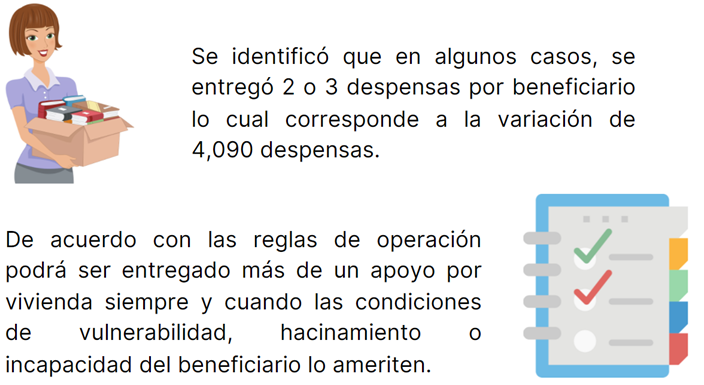 Se identificó que en algunos casos, se
entregó 2 o 3 despensas por beneficiario
lo cual corresponde a la variación de
4,090 despensas.
De acuerdo con las reglas de operación
podrá ser entregado más de un apoyo por
vivienda siempre y cuando las condiciones
de vulnerabilidad, hacinamiento o
incapacidad del beneficiario lo ameriten.